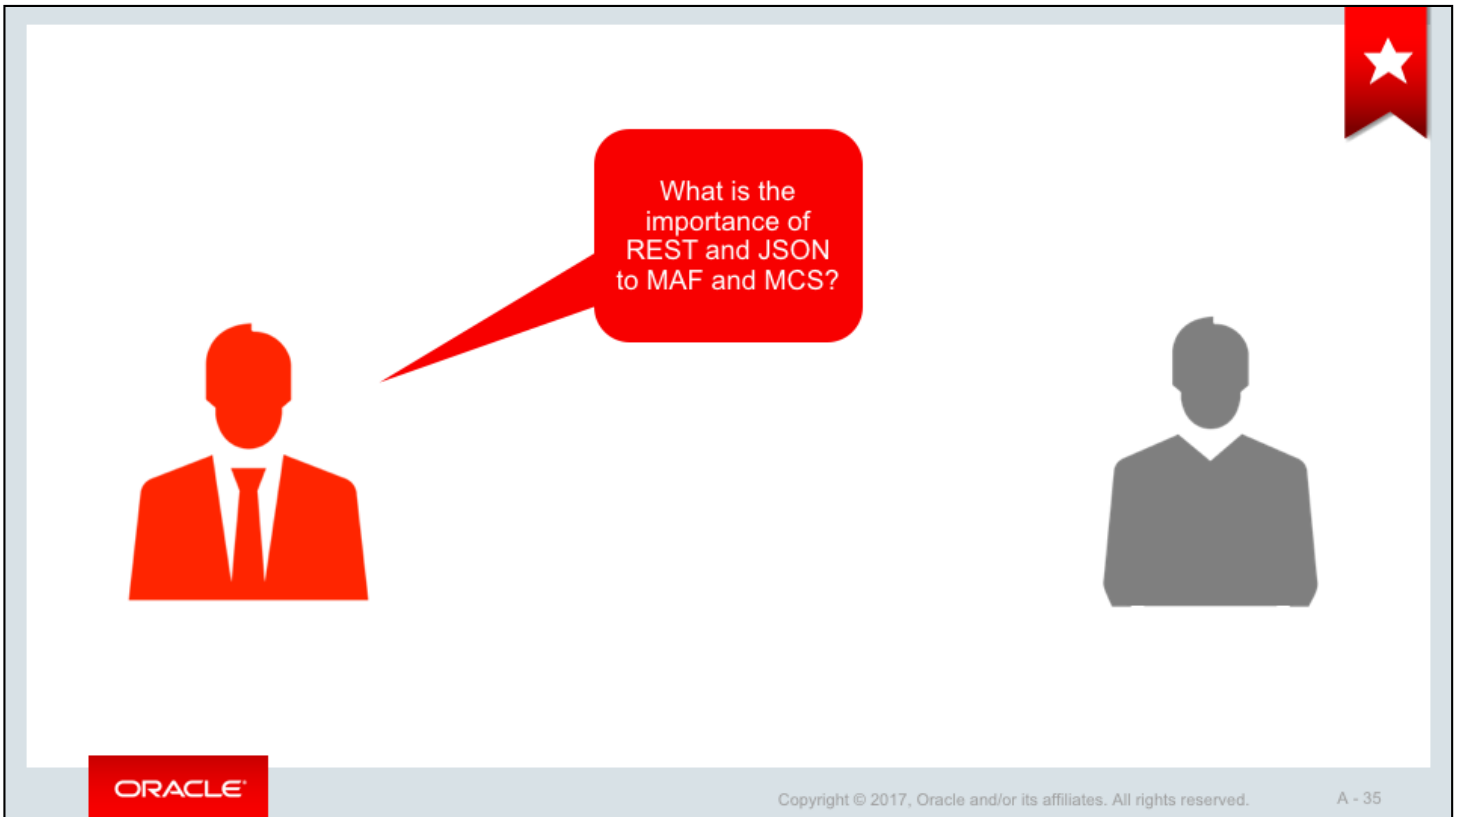 What is the
importance of
REST and JSON
to MAF and MCS?
ORACLE
Copyright © 2017, Oracle and/or its affiliates. All rights reserved.
A - 35